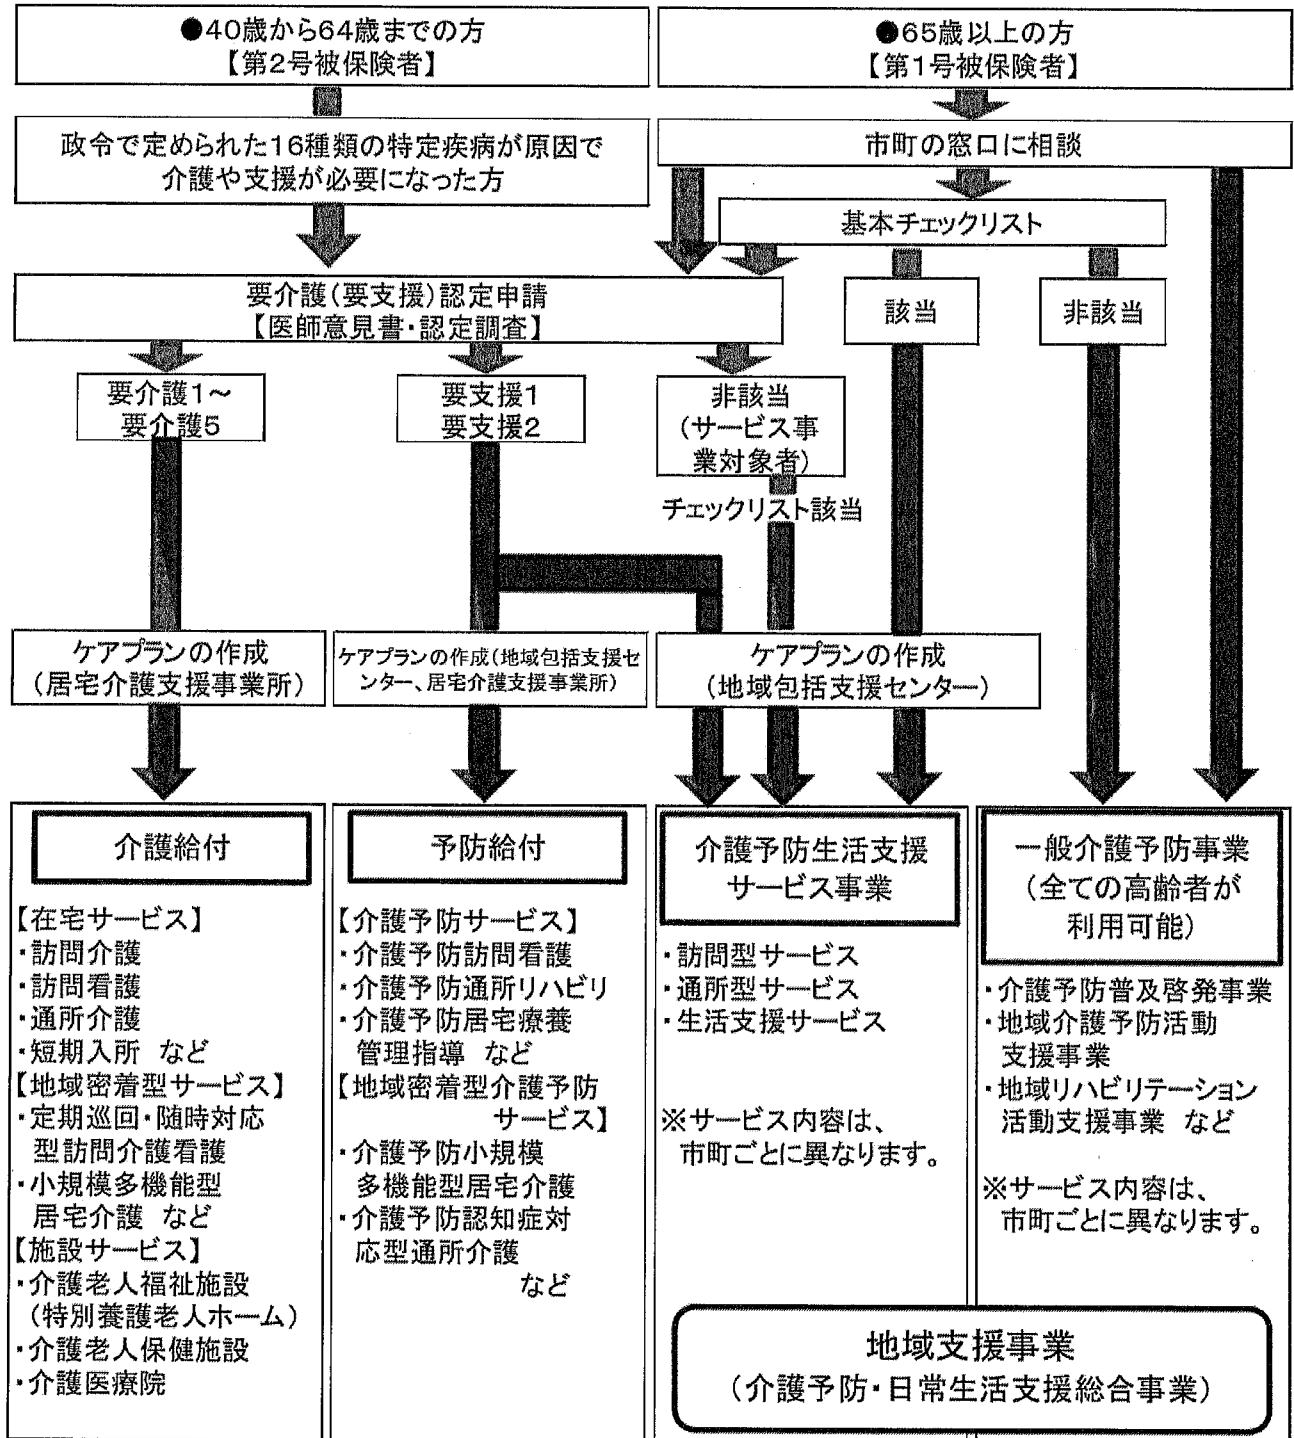 ●40歳から64歳までの方
【第2号被保険者】
●65歳以上の方
【第1号被保険者】
政令で定められた16種類の特定疾病が原因で
介護や支援が必要になった方
市町の窓口に相談
基本チェックリスト
要介護(要支援)認定申請
【医師意見書・認定調査】
該当
非該当
要介護1～
要介護5
要支援1
要支援2
非該当
(サービス事
業対象者)
チェックリスト該当
ケアプランの作成
(居宅介護支援事業所)
ケアプランの作成(地域包括支援セ
ンター、居宅介護支援事業所)
ケアプランの作成
(地域包括支援センター)
介護給付
【在宅サービス】
・訪問介護
・訪問看護
・通所介護
・短期入所 など
【地域密着型サービス】
・定期巡回・随時対応
型訪問介護看護
・小規模多機能型
居宅介護 など
【施設サービス】
・介護老人福祉施設
(特別養護老人ホーム)
・介護老人保健施設
・介護医療院
予防給付
【介護予防サービス】
・介護予防訪問看護
・介護予防通所リハビリ
・介護予防居宅療養
管理指導 など
【地域密着型介護予防
サービス】
・介護予防小規模
多機能型居宅介護
・介護予防認知症対
応型通所介護
など
介護予防生活支援
サービス事業
・訪問型サービス
・通所型サービス
・生活支援サービス
※サービス内容は、
市町ごとに異なります。
一般介護予防事業
(全ての高齢者が
利用可能)
・介護予防普及啓発事業
・地域介護予防活動
支援事業
・地域リハビリテーション
活動支援事業 など
※サービス内容は、
市町ごとに異なります。
地域支援事業
(介護予防・日常生活支援総合事業)